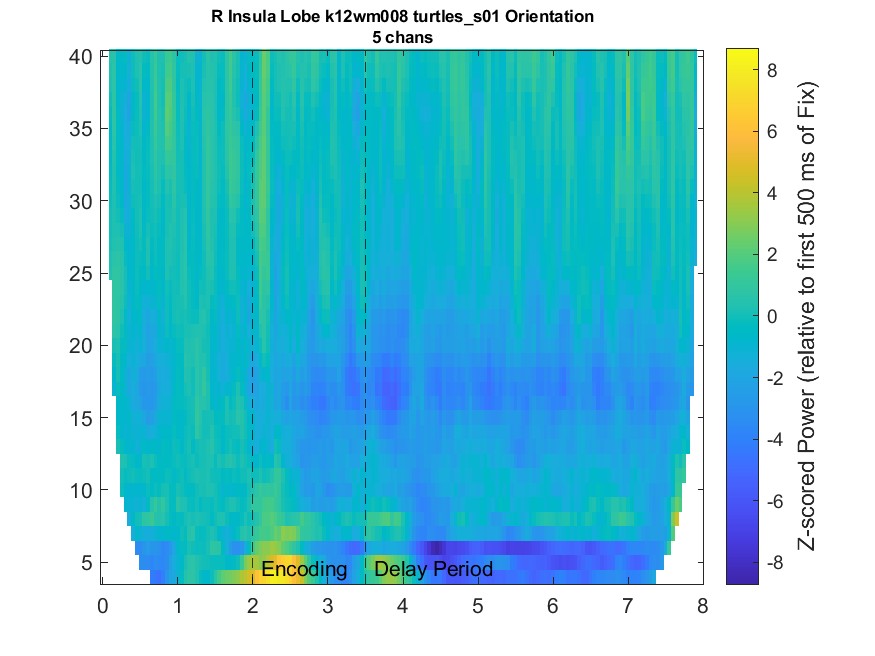 R Insula Lobe k12wm008 turtles_s01 Orientation
5 chans
40
35
30
25
20
15
10
5
0 1 2 3 4 5 6 7 8
Encoding
Delay Period
8
6
4
2
0
-2
-4
-6
-8
Z-scored Power (relative to first 500 ms of Fix)